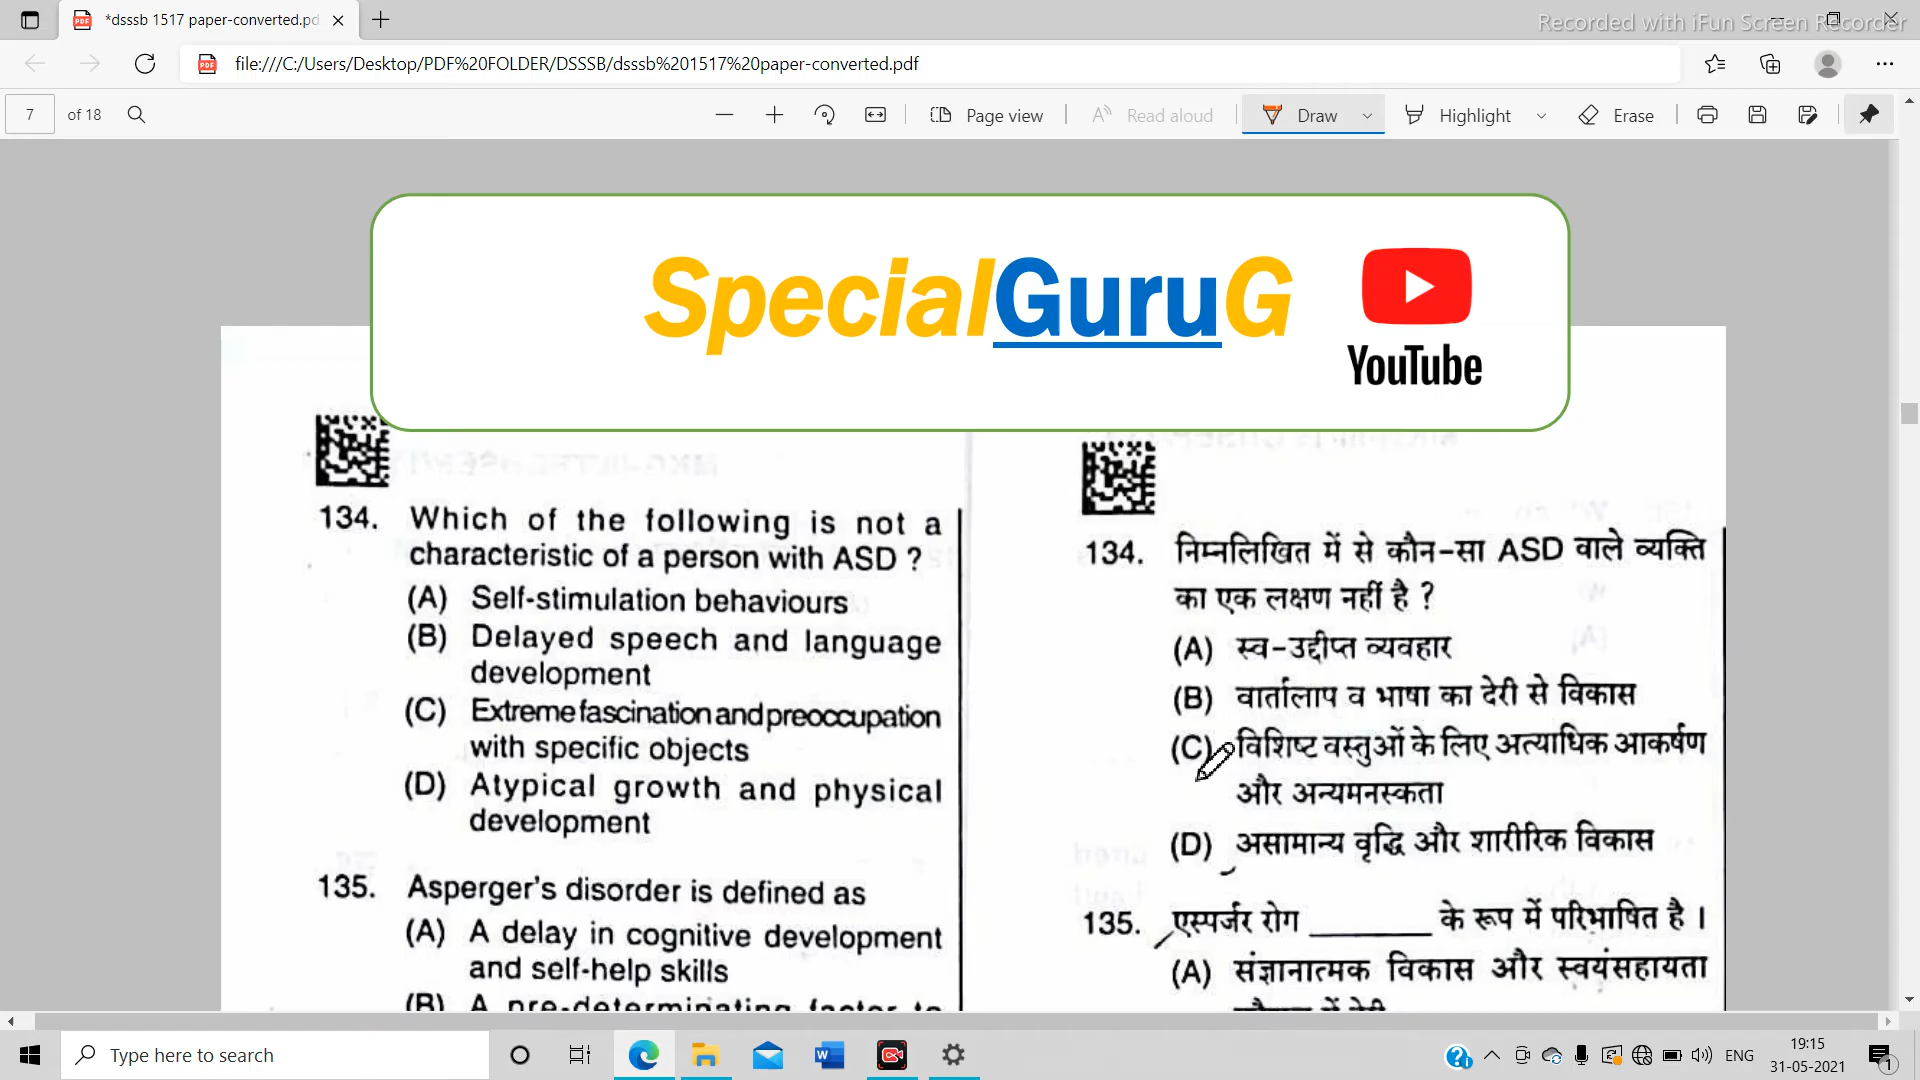 Recorded with iFun Screen Recorder
*dsssb 1517 paper-converted.pd
file:///C:/Users/Desktop/PDF%20FOLDER/DSSSB/dsssb%201517%20paper-converted.pdf
7 of 18
Page view
Read aloud
Draw
Highlight
Erase
SpecialGuruG
YouTube
134. Which of the following is not a
characteristic of a person with ASD ?
(A) Self-stimulation behaviours
(B) Delayed speech and language
development
(C) Extreme fascination and preoccupation
with specific objects
(D) Atypical growth and physical
development
135. Asperger's disorder is defined as
(A) A delay in cognitive development
and self-help skills
(B) A pre-determinating factor to
134. निम्नलिखित में से कौन-सा ASD वाले व्यक्ति
का एक लक्षण नहीं है ?
(A) स्व-उद्दीप्त व्यवहार
(B) वार्तालाप व भाषा का देरी से विकास
(C) विशिष्ट वस्तुओं के लिए अत्याधिक आकर्षण
और अन्यमनस्कता
(D) असामान्य वृद्धि और शारीरिक विकास
135. एस्पर्जर रोग ________ के रूप में परिभाषित है ।
(A) संज्ञानात्मक विकास और स्वयंसहायता
Type here to search
ENG
19:15
31-05-2021
1